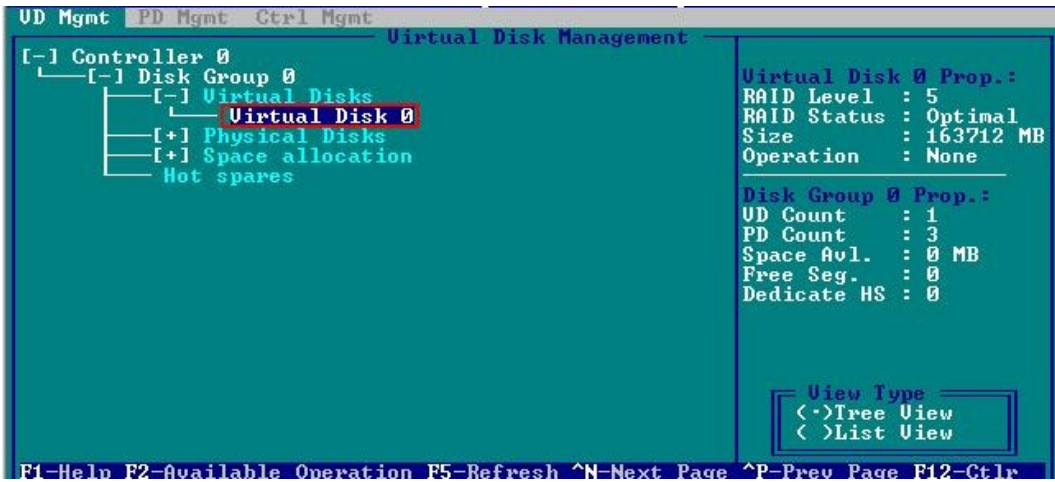 VD Mgmt PD Mgmt Ctrl Mgmt
Virtual Disk Management
[-] Controller 0
[-] Disk Group 0
[-] Virtual Disks
Virtual Disk 0
[+] Physical Disks
[+] Space allocation
Hot spares
Virtual Disk 0 Prop.:
RAID Level : 5
RAID Status : Optimal
Size : 163712 MB
Operation : None
Disk Group 0 Prop.:
VD Count : 1
PD Count : 3
Space Avl. : 0 MB
Free Seg. : 0
Dedicate HS : 0
View Type
(·)Tree View
( )List View
F1-Help F2-Available Operation F5-Refresh ^N-Next Page ^P-Prev Page F12-Ctlr